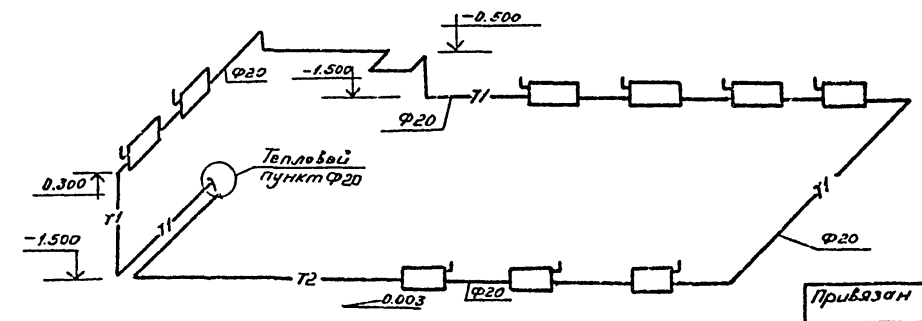 -0.500
Ф20
-1.500
Т1
Ф20
Тепловой
пункт Ф20
0.300
Т1
Т1
Т1
Ф20
-1.500
Т2
0.003
Ф20
Привязан